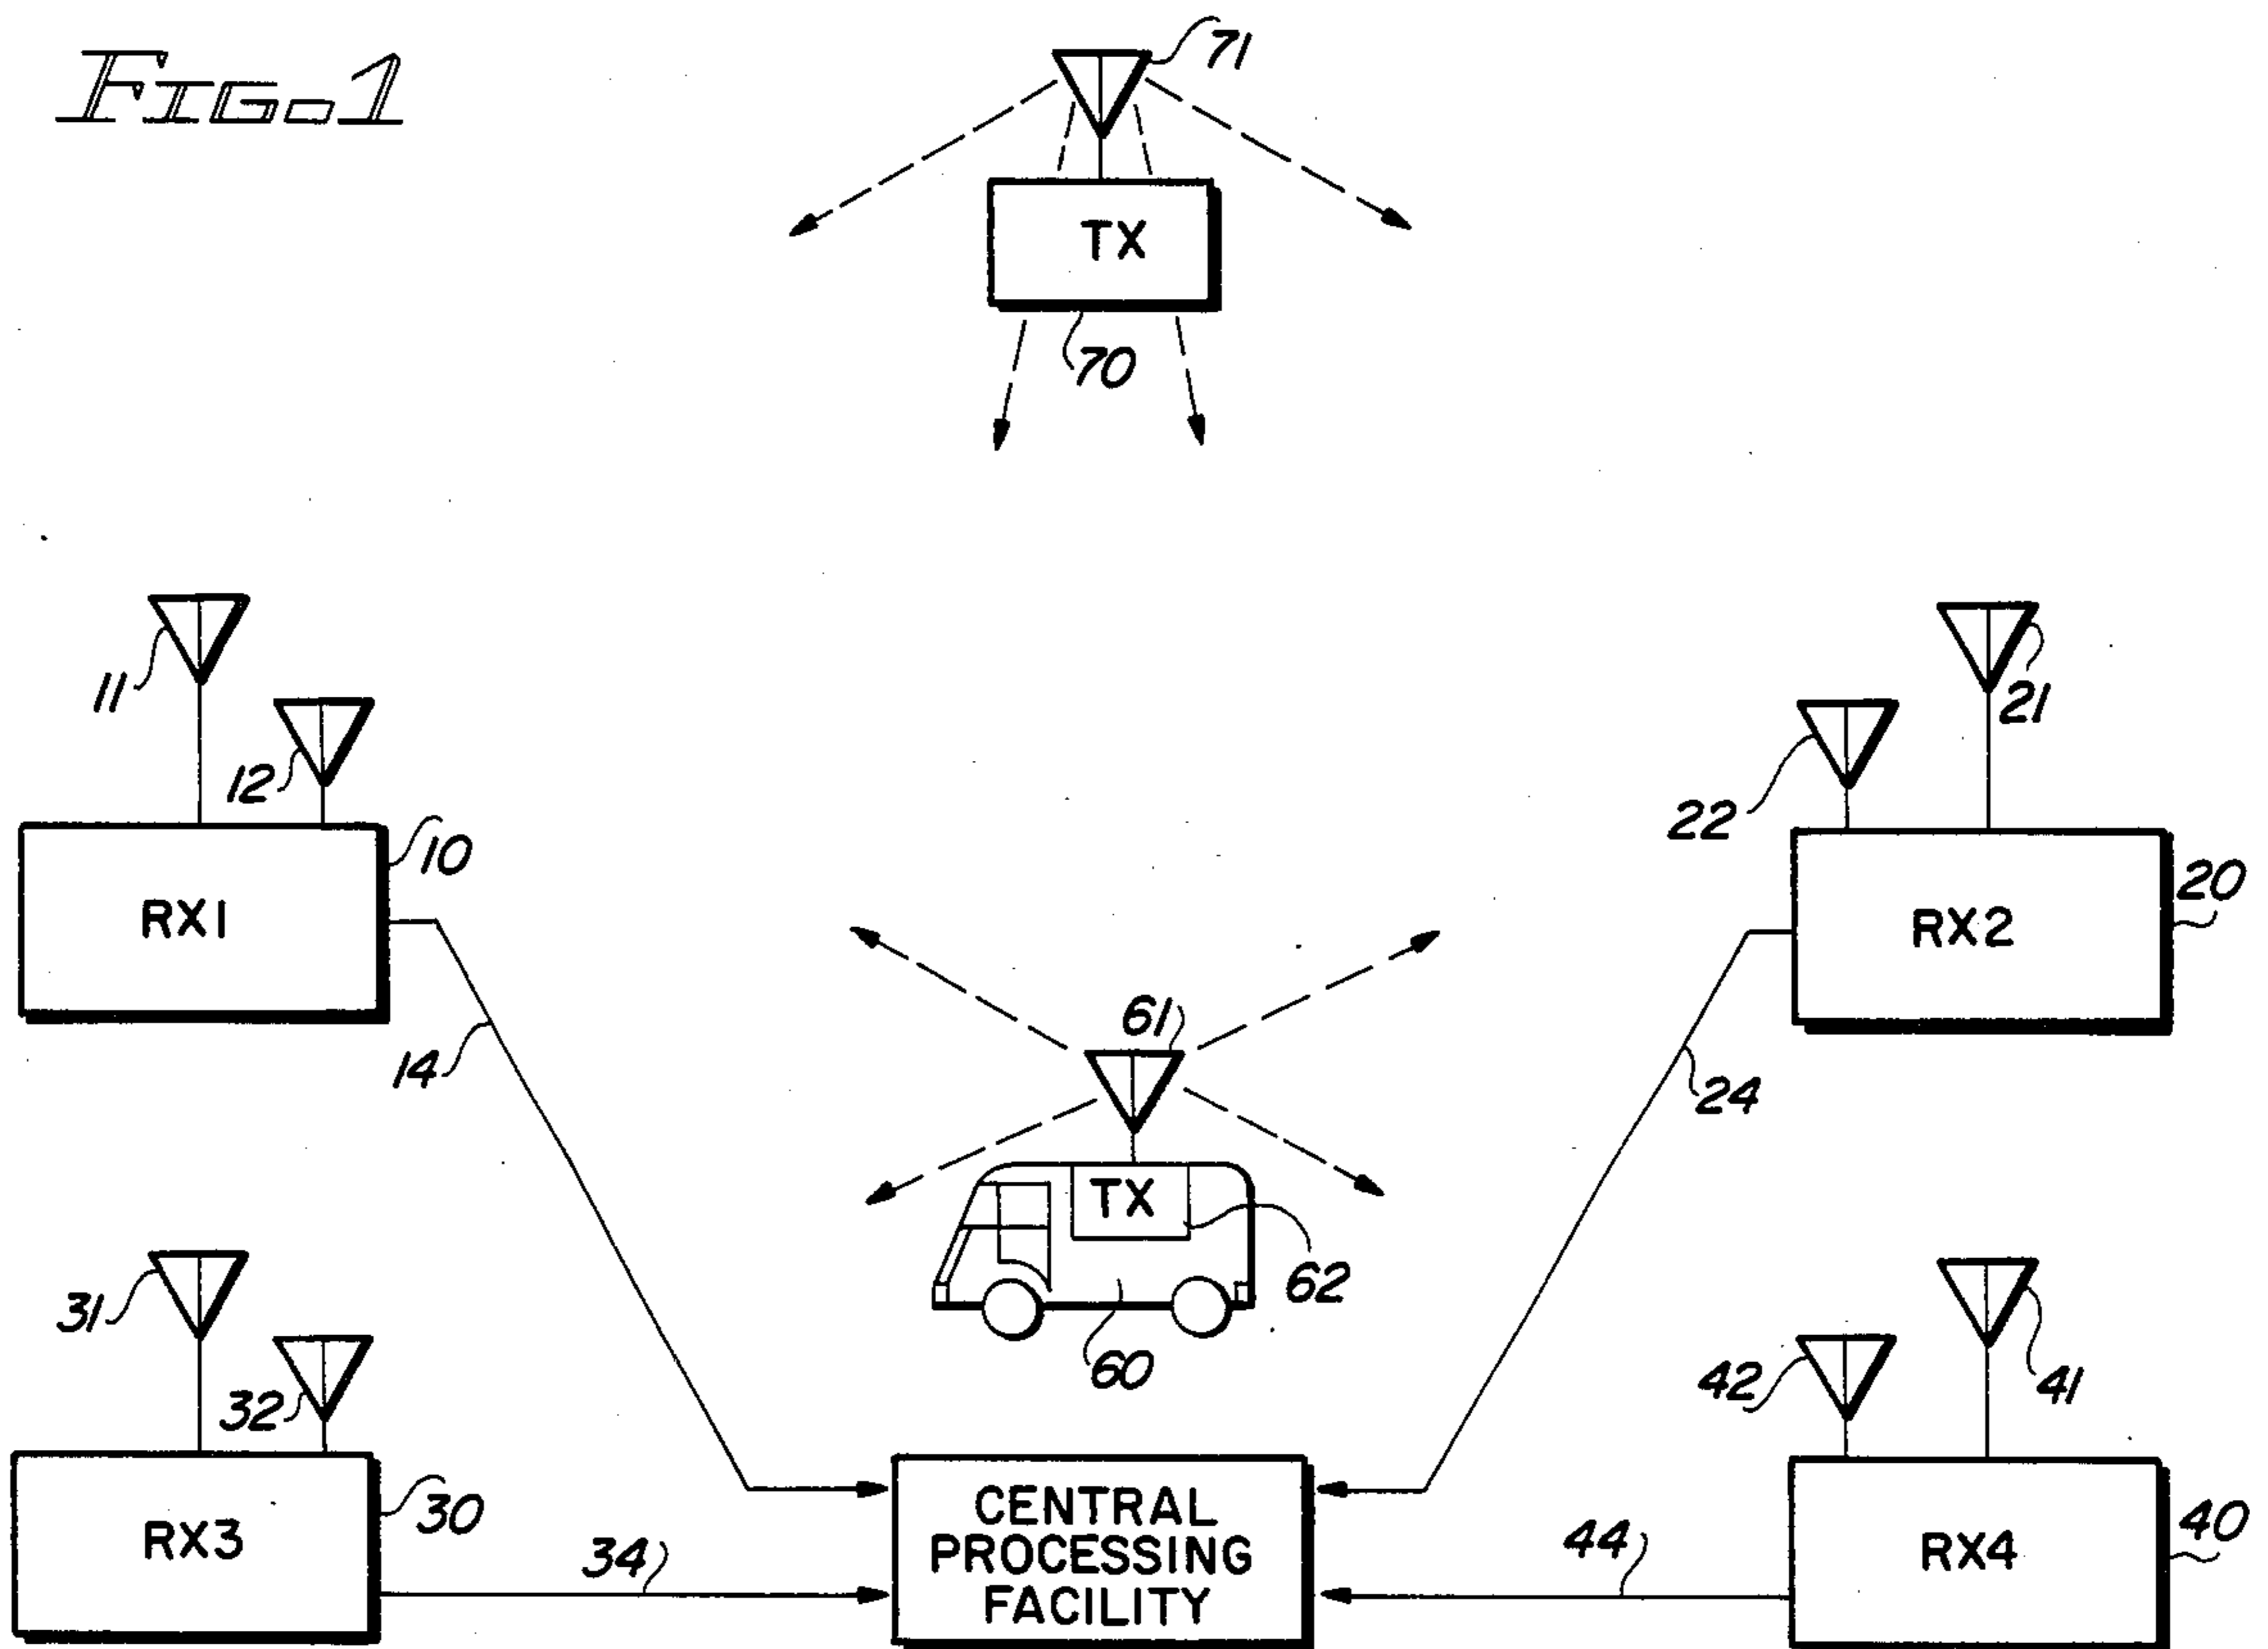 FIG. 1
71
TX
70
11
12
21
22
10
RX1
20
RX2
14
61
24
TX
62
31
32
60
42
41
30
RX3
34
CENTRAL
PROCESSING
FACILITY
44
40
RX4